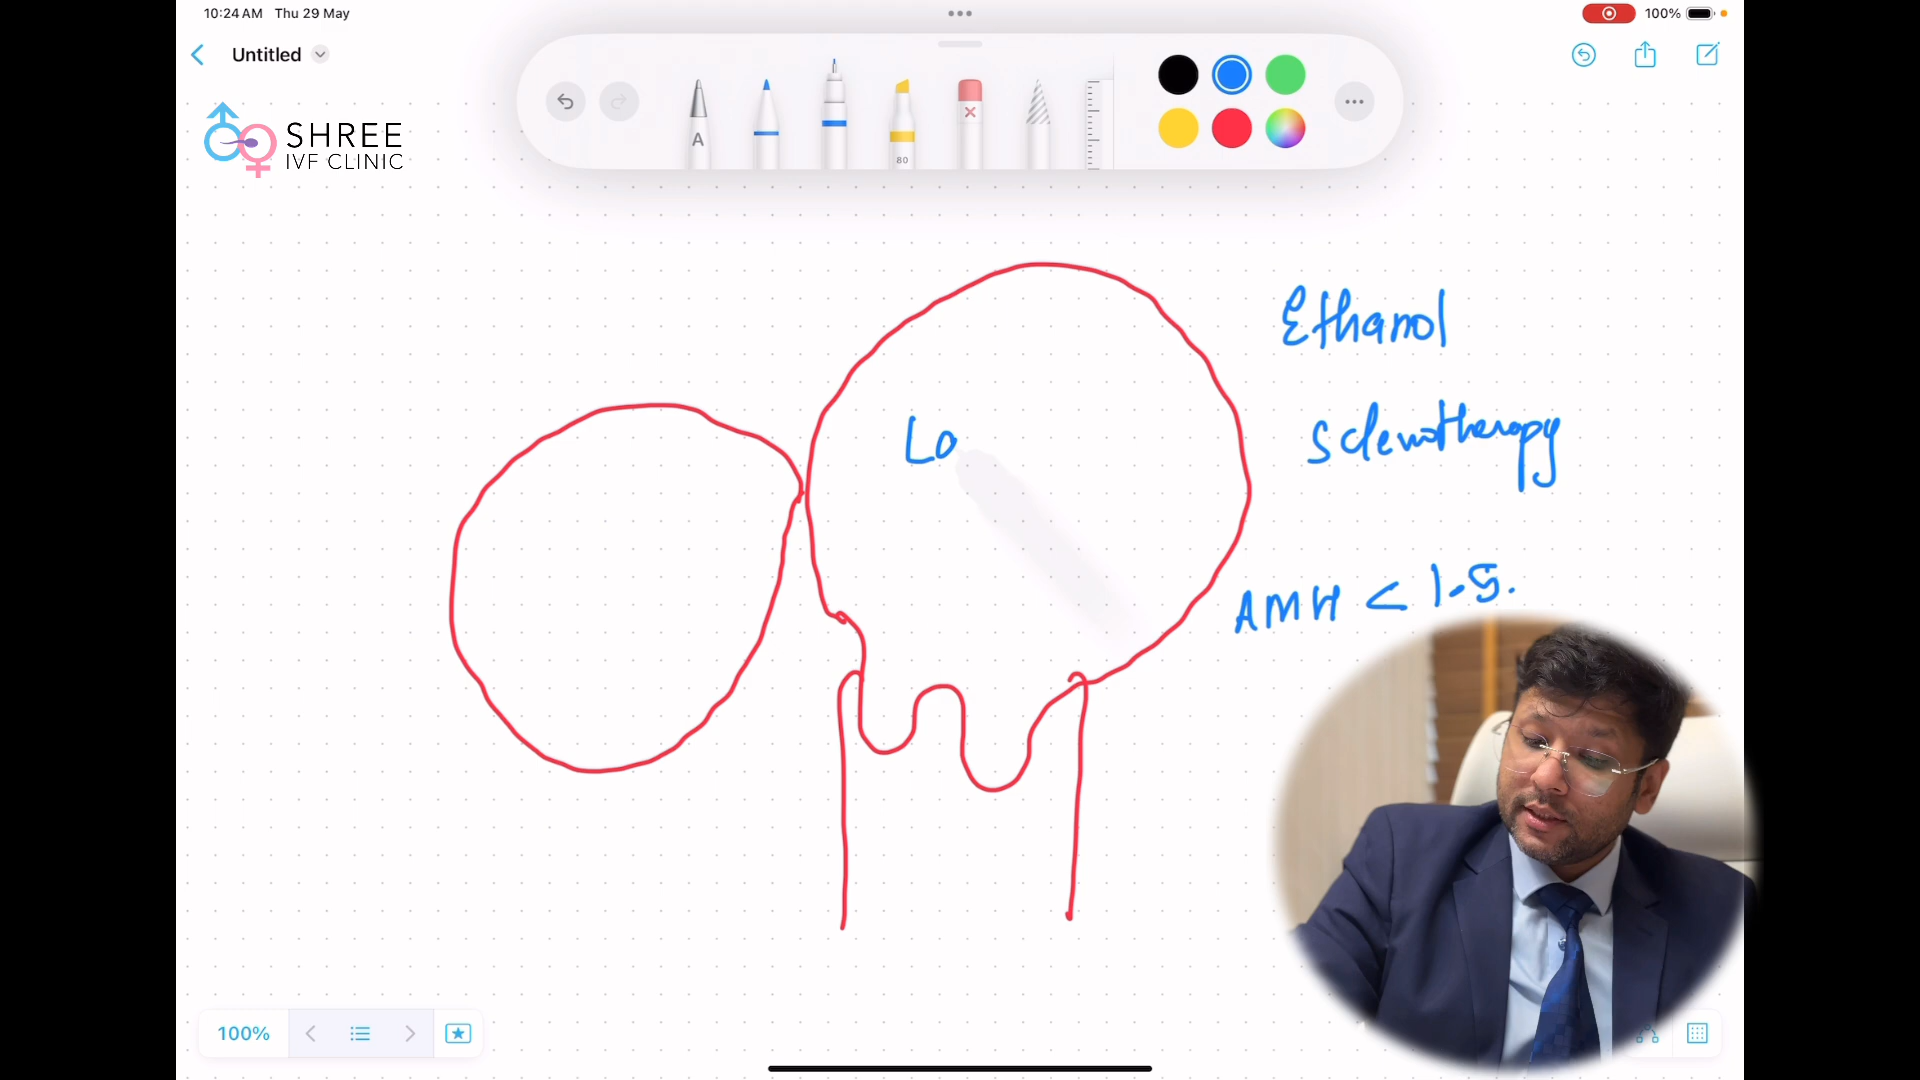 10:24 AM Thu 29 May
100%
Untitled
SHREE
IVF CLINIC
A
80
Ethanol
Sclerotherapy
Lo
AMH < 1.5.
100%